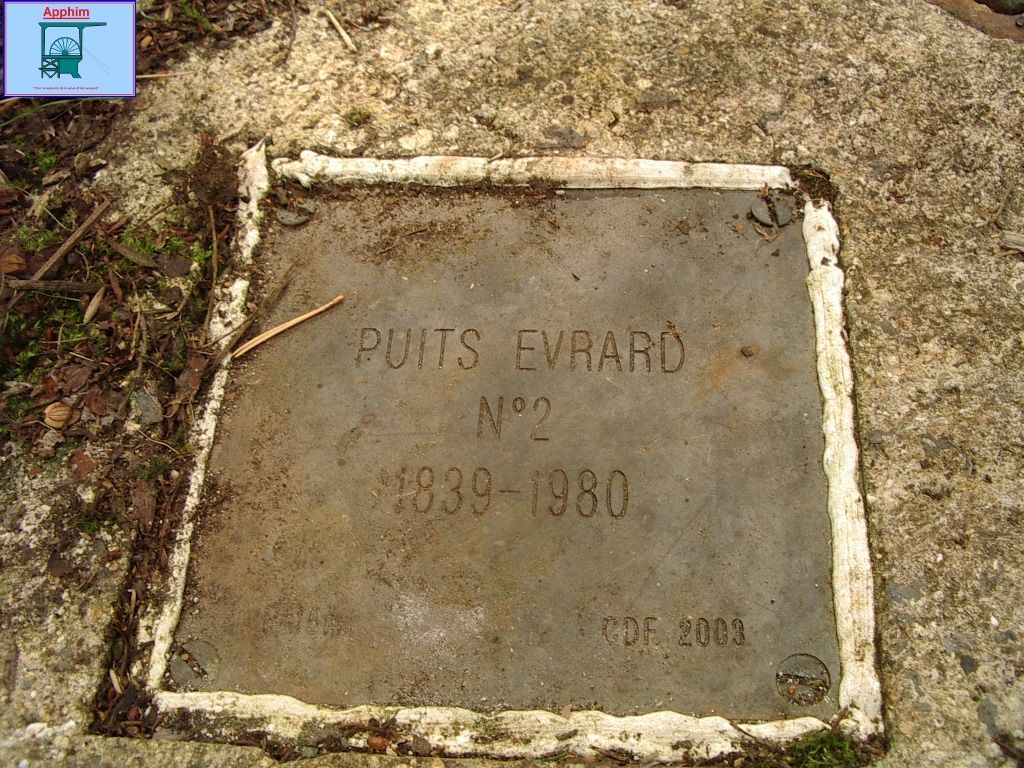 Apphim
PUITS EVRARD
N°2
1839-1980
CDF 2003